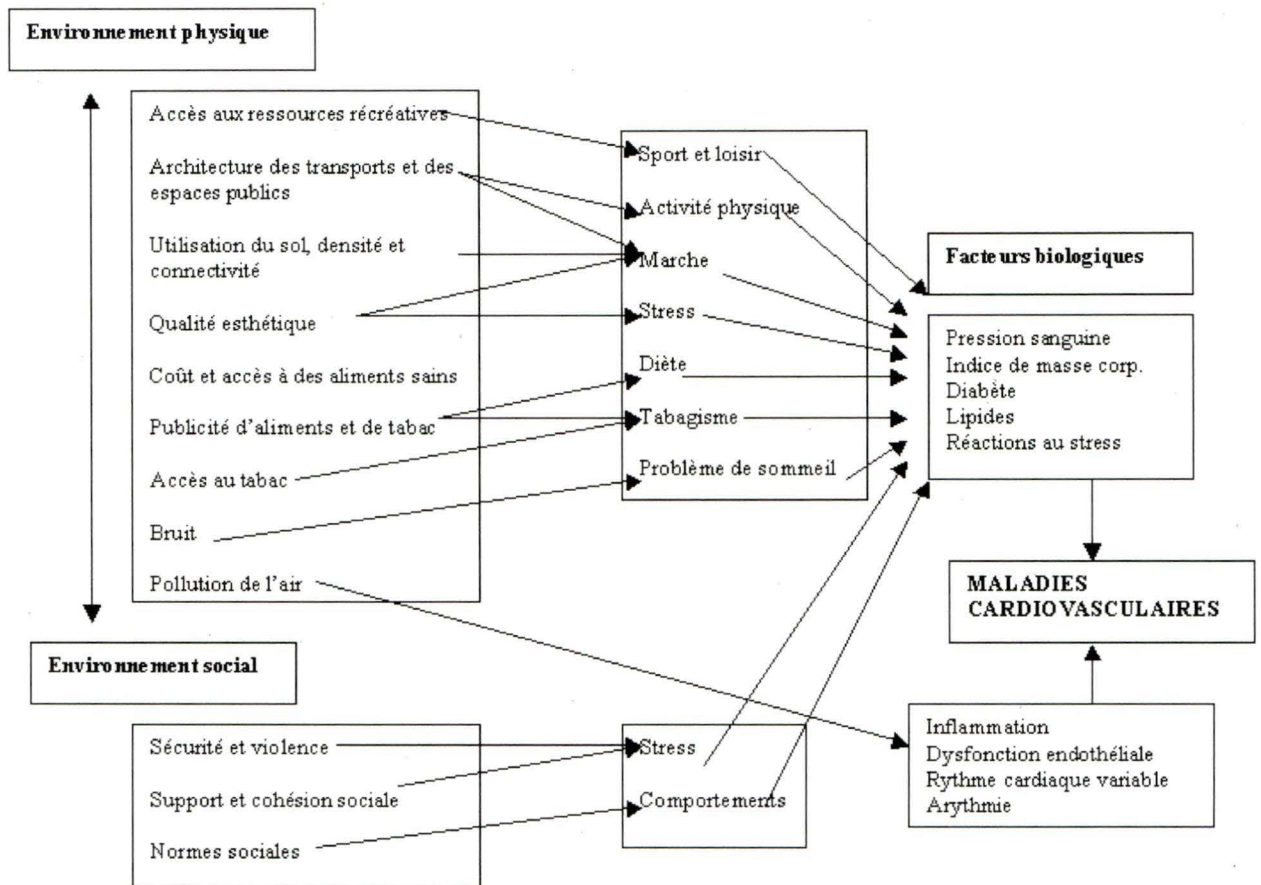 Environnement physique
Accès aux ressources récréatives
Architecture des transports et des
espaces publics
Utilisation du sol, densité et
connectivité
Qualité esthétique
Coût et accès à des aliments sains
Publicité d'aliments et de tabac
Accès au tabac
Bruit
Pollution de l'air
Sport et loisir
Activité physique
Marche
Stress
Diète
Tabagisme
Problème de sommeil
Facteurs biologiques
Pression sanguine
Indice de masse corp.
Diabète
Lipides
Réactions au stress
MALADIES
CARDIOVASCULAIRES
Environnement social
Sécurité et violence
Support et cohésion sociale
Normes sociales
Stress
Comportements
Inflammation
Dysfonction endothéliale
Rythme cardiaque variable
Arythmie